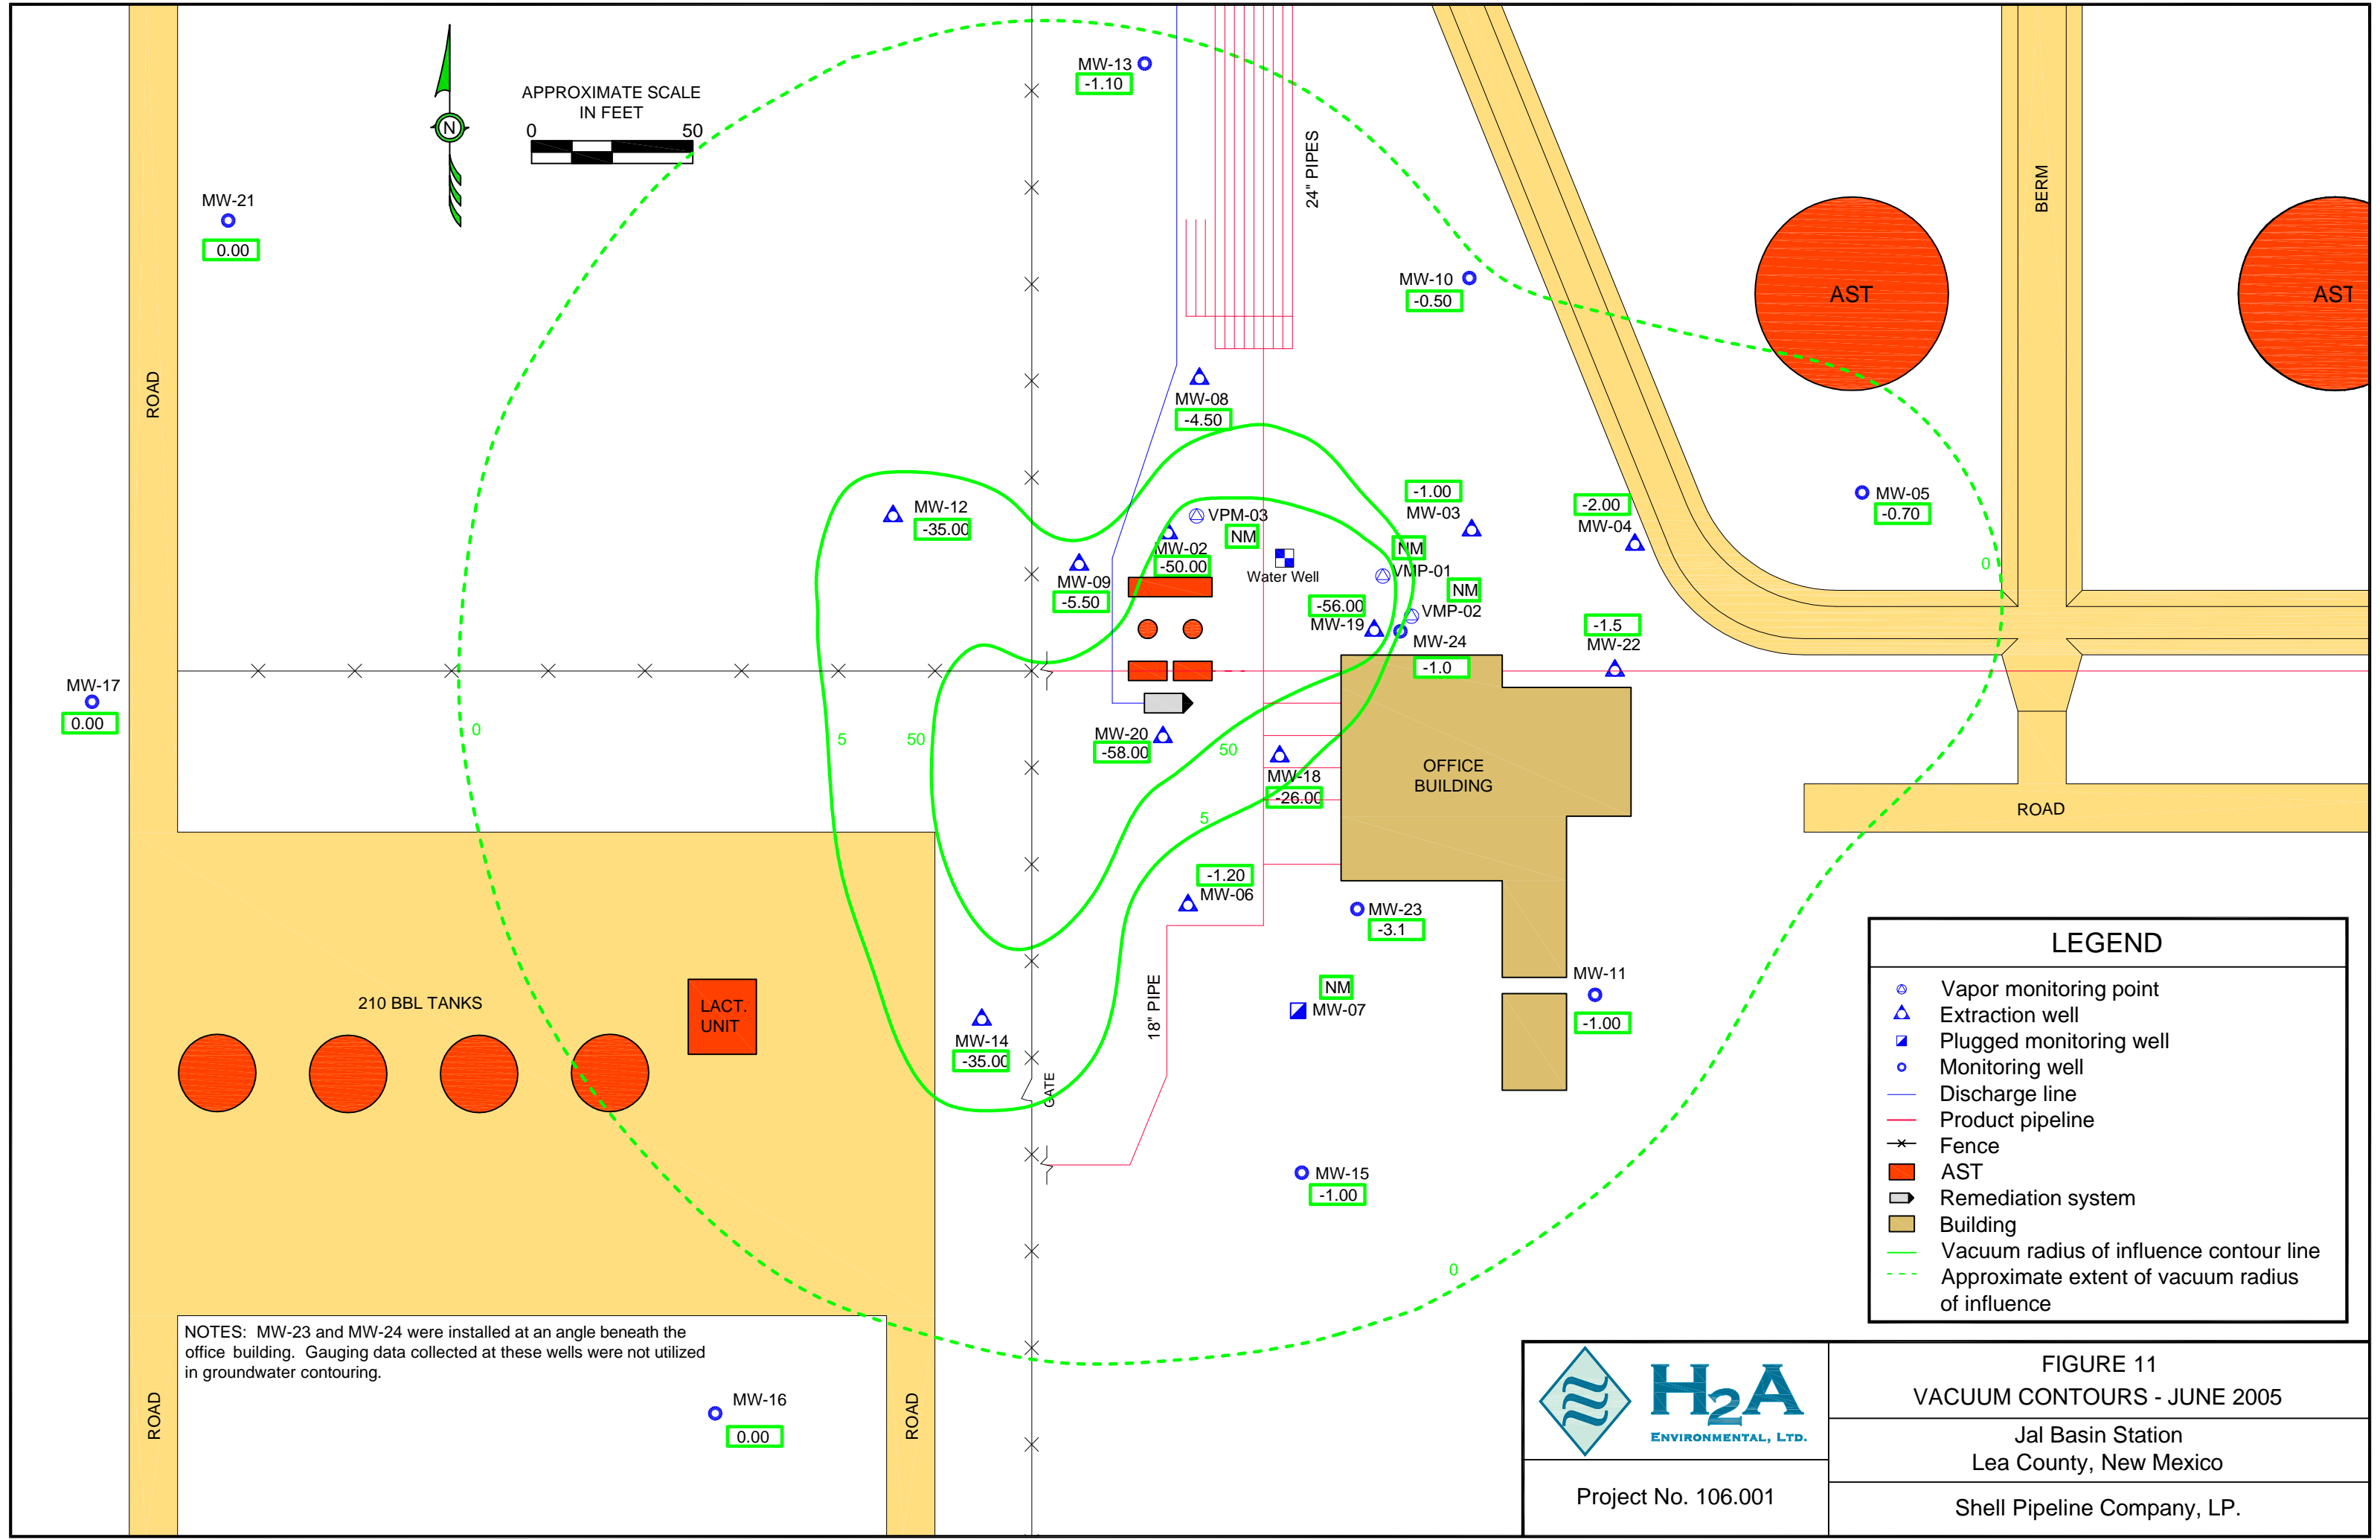 MW-13
-1.10
APPROXIMATE SCALE
IN FEET
0 50
N
24" PIPES
BERM
MW-21
0.00
MW-10
-0.50
AST
AST
ROAD
MW-08
-4.50
MW-12
-35.00
VPM-03
NM
MW-02
-50.00
Water Well
MW-09
-5.50
-1.00
MW-03
NM
VMP-01
NM
VMP-02
-56.00
MW-19
MW-24
-1.0
-2.00
MW-04
MW-05
-0.70
0
-1.5
MW-22
MW-17
0.00
0
5
50
MW-20
-58.00
50
MW-18
-26.00
5
OFFICE
BUILDING
ROAD
-1.20
MW-06
MW-23
-3.1
NM
MW-07
MW-11
-1.00
210 BBL TANKS
LACT.
UNIT
MW-14
-35.00
GATE
18" PIPE
MW-15
-1.00
0
LEGEND
Vapor monitoring point
Extraction well
Plugged monitoring well
Monitoring well
Discharge line
Product pipeline
Fence
AST
Remediation system
Building
Vacuum radius of influence contour line
Approximate extent of vacuum radius
of influence
NOTES: MW-23 and MW-24 were installed at an angle beneath the
office building. Gauging data collected at these wells were not utilized
in groundwater contouring.
ROAD
MW-16
0.00
ROAD
H2A
ENVIRONMENTAL, LTD.
Project No. 106.001
FIGURE 11
VACUUM CONTOURS - JUNE 2005
Jal Basin Station
Lea County, New Mexico
Shell Pipeline Company, LP.